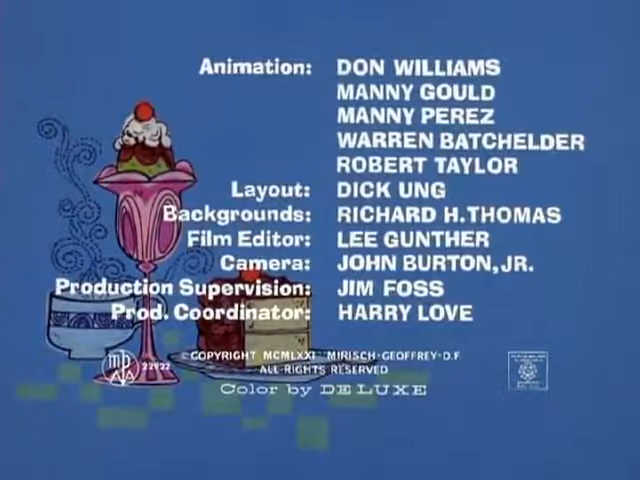 Animation: DON WILLIAMS
MANNY GOULD
MANNY PEREZ
WARREN BATCHELDER
ROBERT TAYLOR
Layout: DICK UNG
Backgrounds: RICHARD H. THOMAS
Film Editor: LEE GUNTHER
Camera: JOHN BURTON, JR.
Production Supervision: JIM FOSS
Prod. Coordinator: HARRY LOVE
©COPYRIGHT MCMLXXI MIRISCH-GEOFFREY-D.F
ALL RIGHTS RESERVED
22922
Color by DE LUXE